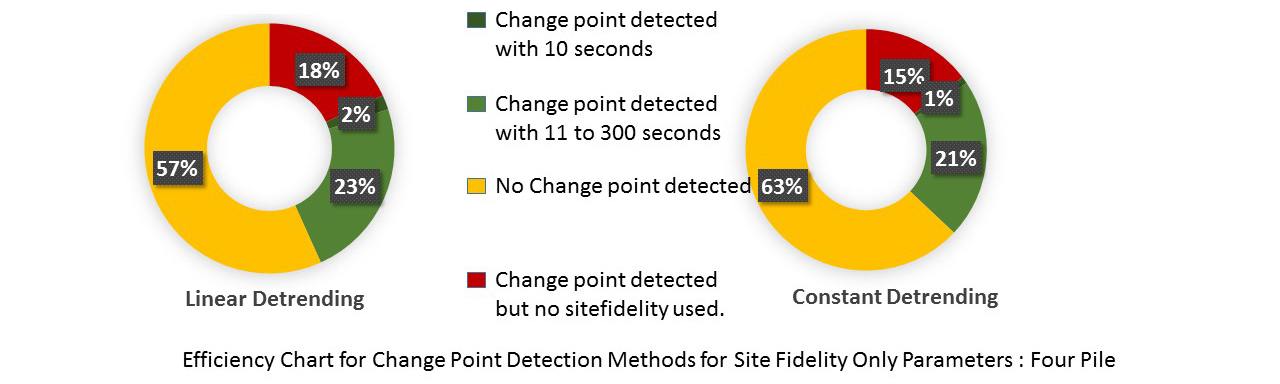 18%
2%
23%
57%
Linear Detrending
Change point detected
with 10 seconds
Change point detected
with 11 to 300 seconds
No Change point detected
Change point detected
but no sitefidelity used.
15%
1%
21%
63%
Constant Detrending
Efficiency Chart for Change Point Detection Methods for Site Fidelity Only Parameters : Four Pile